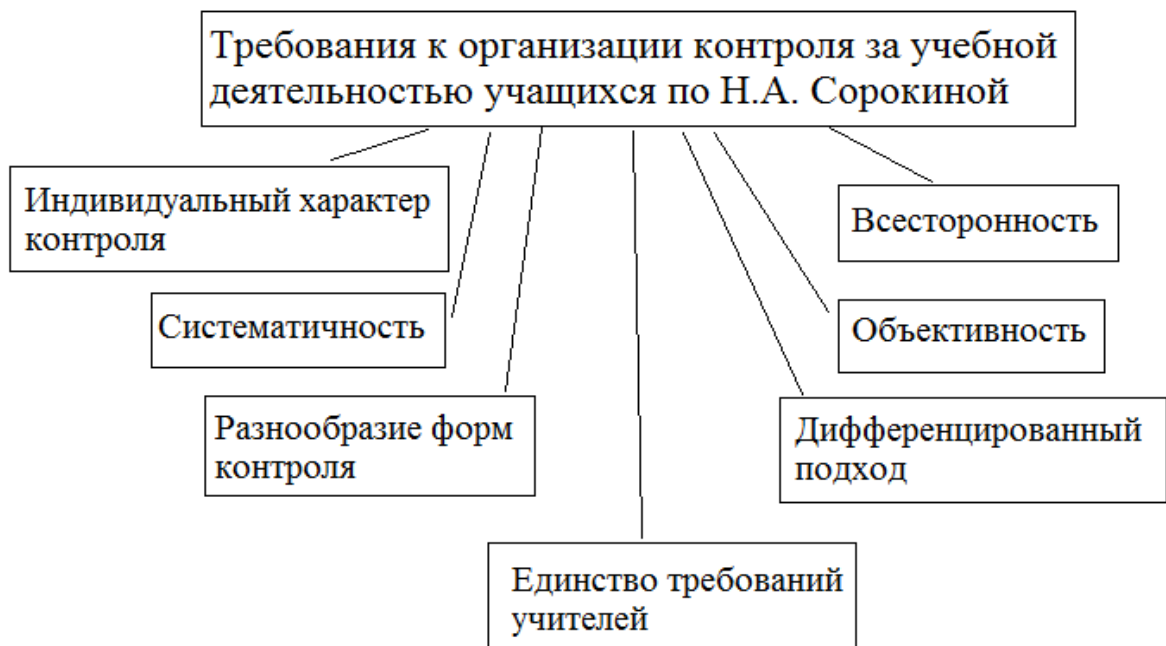 Требования к организации контроля за учебной
деятельностью учащихся по Н.А. Сорокиной
Индивидуальный характер
контроля
Всесторонность
Систематичность
Объективность
Разнообразие форм
контроля
Дифференцированный
подход
Единство требований
учителей